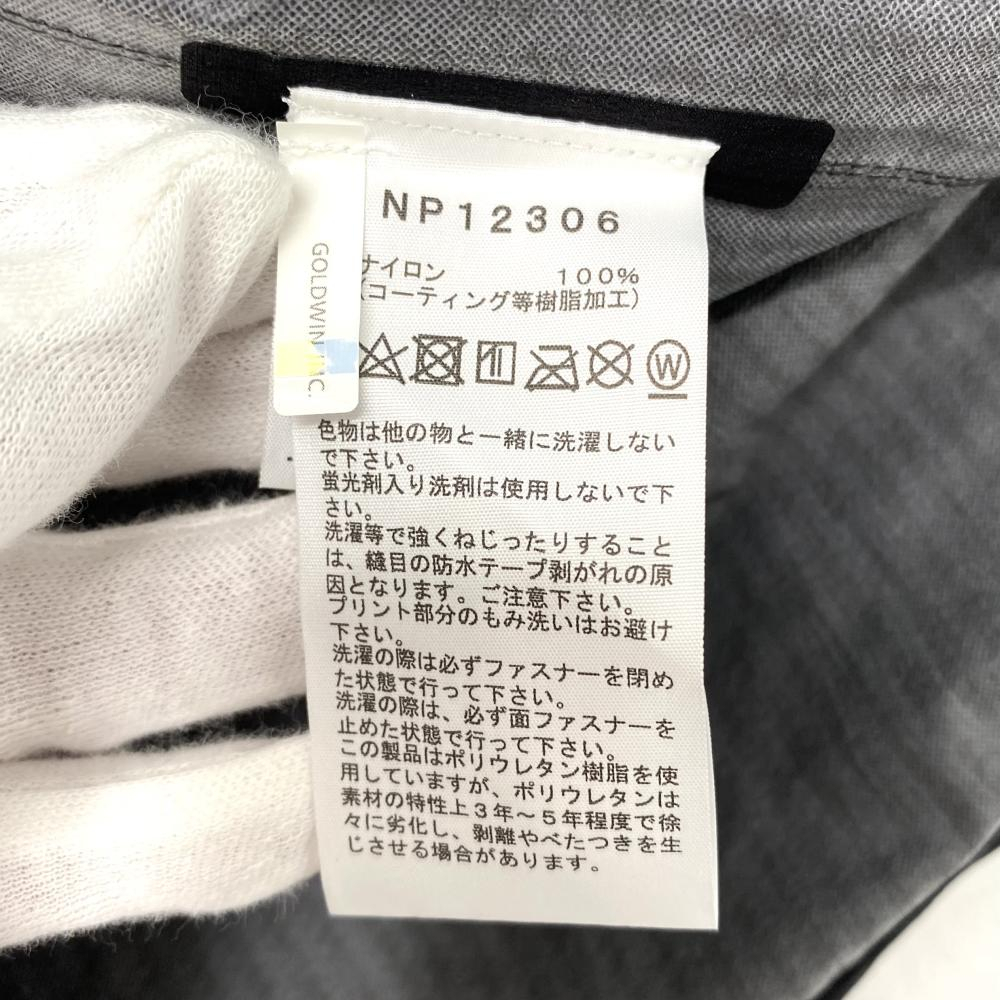 NP12306
GOLDWIN INC.
ナイロン 100%
(コーティング等樹脂加工)
W
色物は他の物と一緒に洗濯しない
で下さい。
蛍光剤入り洗剤は使用しないで下
さい。
洗濯等で強くねじったりすること
は、縫目の防水テープ剥がれの原
因となります。ご注意下さい。
プリント部分のもみ洗いはお避け
下さい。
洗濯の際は必ずファスナーを閉め
た状態で行って下さい。
洗濯の際は、必ず面ファスナーを
止めた状態で行って下さい。
この製品はポリウレタン樹脂を使
用していますが、ポリウレタンは
素材の特性上3年～5年程度で徐
々に劣化し、剥離やべたつきを生
じさせる場合があります。